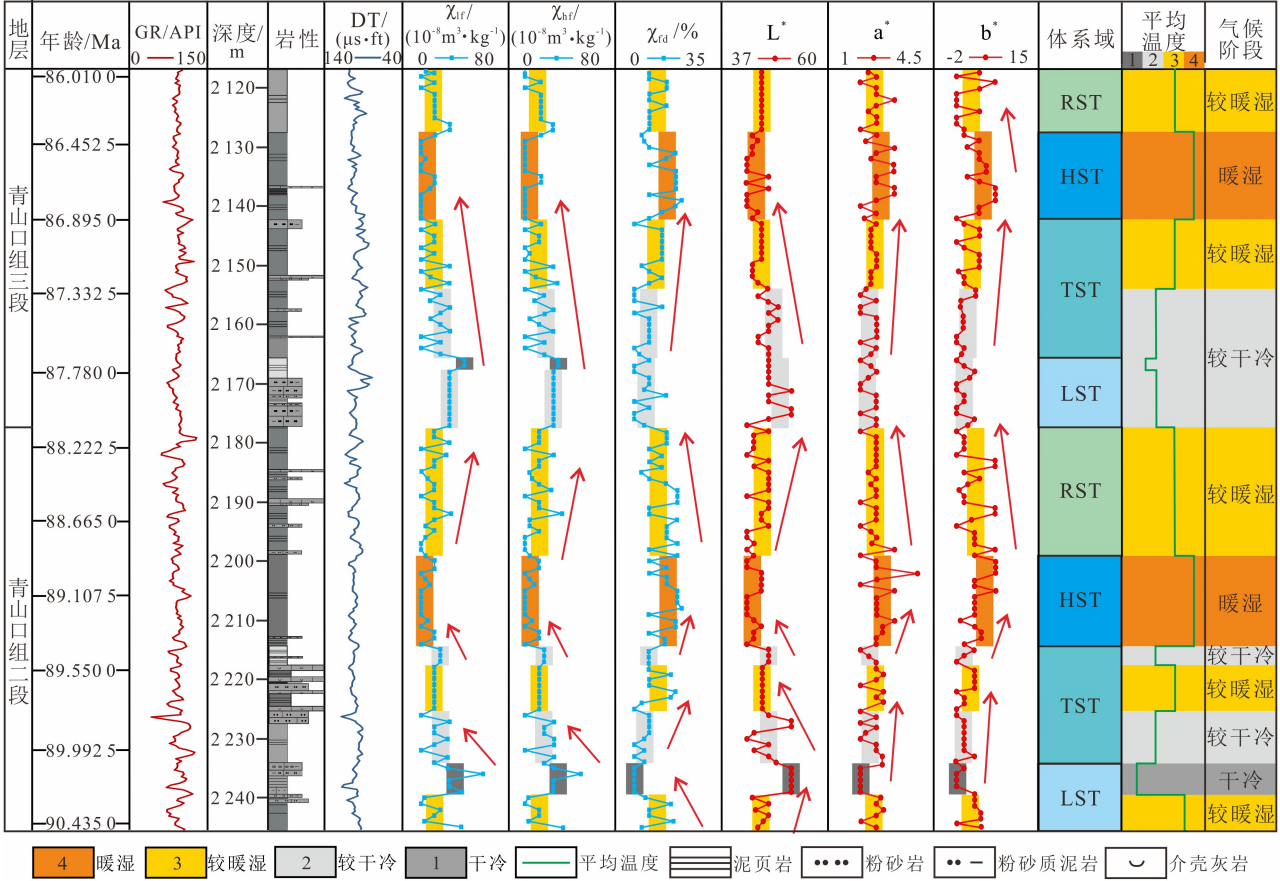 地层 年龄/Ma GR/API 0 150 深度/m 岩性 DT/(μs·ft) 140 40 χlf/(10⁻⁸m³·kg⁻¹) 0 80 χhf/(10⁻⁸m³·kg⁻¹) 0 80 χfd/% 0 35 L* 37 60 a* 1 4.5 b* -2 15 体系域 平均温度 1 2 3 4 气候阶段
青山口组三段
青山口组二段
86.010 0
86.452 5
86.895 0
87.332 5
87.780 0
88.222 5
88.665 0
89.107 5
89.550 0
89.992 5
90.435 0
2 120
2 130
2 140
2 150
2 160
2 170
2 180
2 190
2 200
2 210
2 220
2 230
2 240
RST
HST
TST
LST
RST
HST
TST
LST
较暖湿
暖湿
较暖湿
较干冷
较暖湿
暖湿
较干冷
较暖湿
较干冷
干冷
较暖湿
4 暖湿 3 较暖湿 2 较干冷 1 干冷 平均温度 泥页岩 粉砂岩 粉砂质泥岩 介壳灰岩